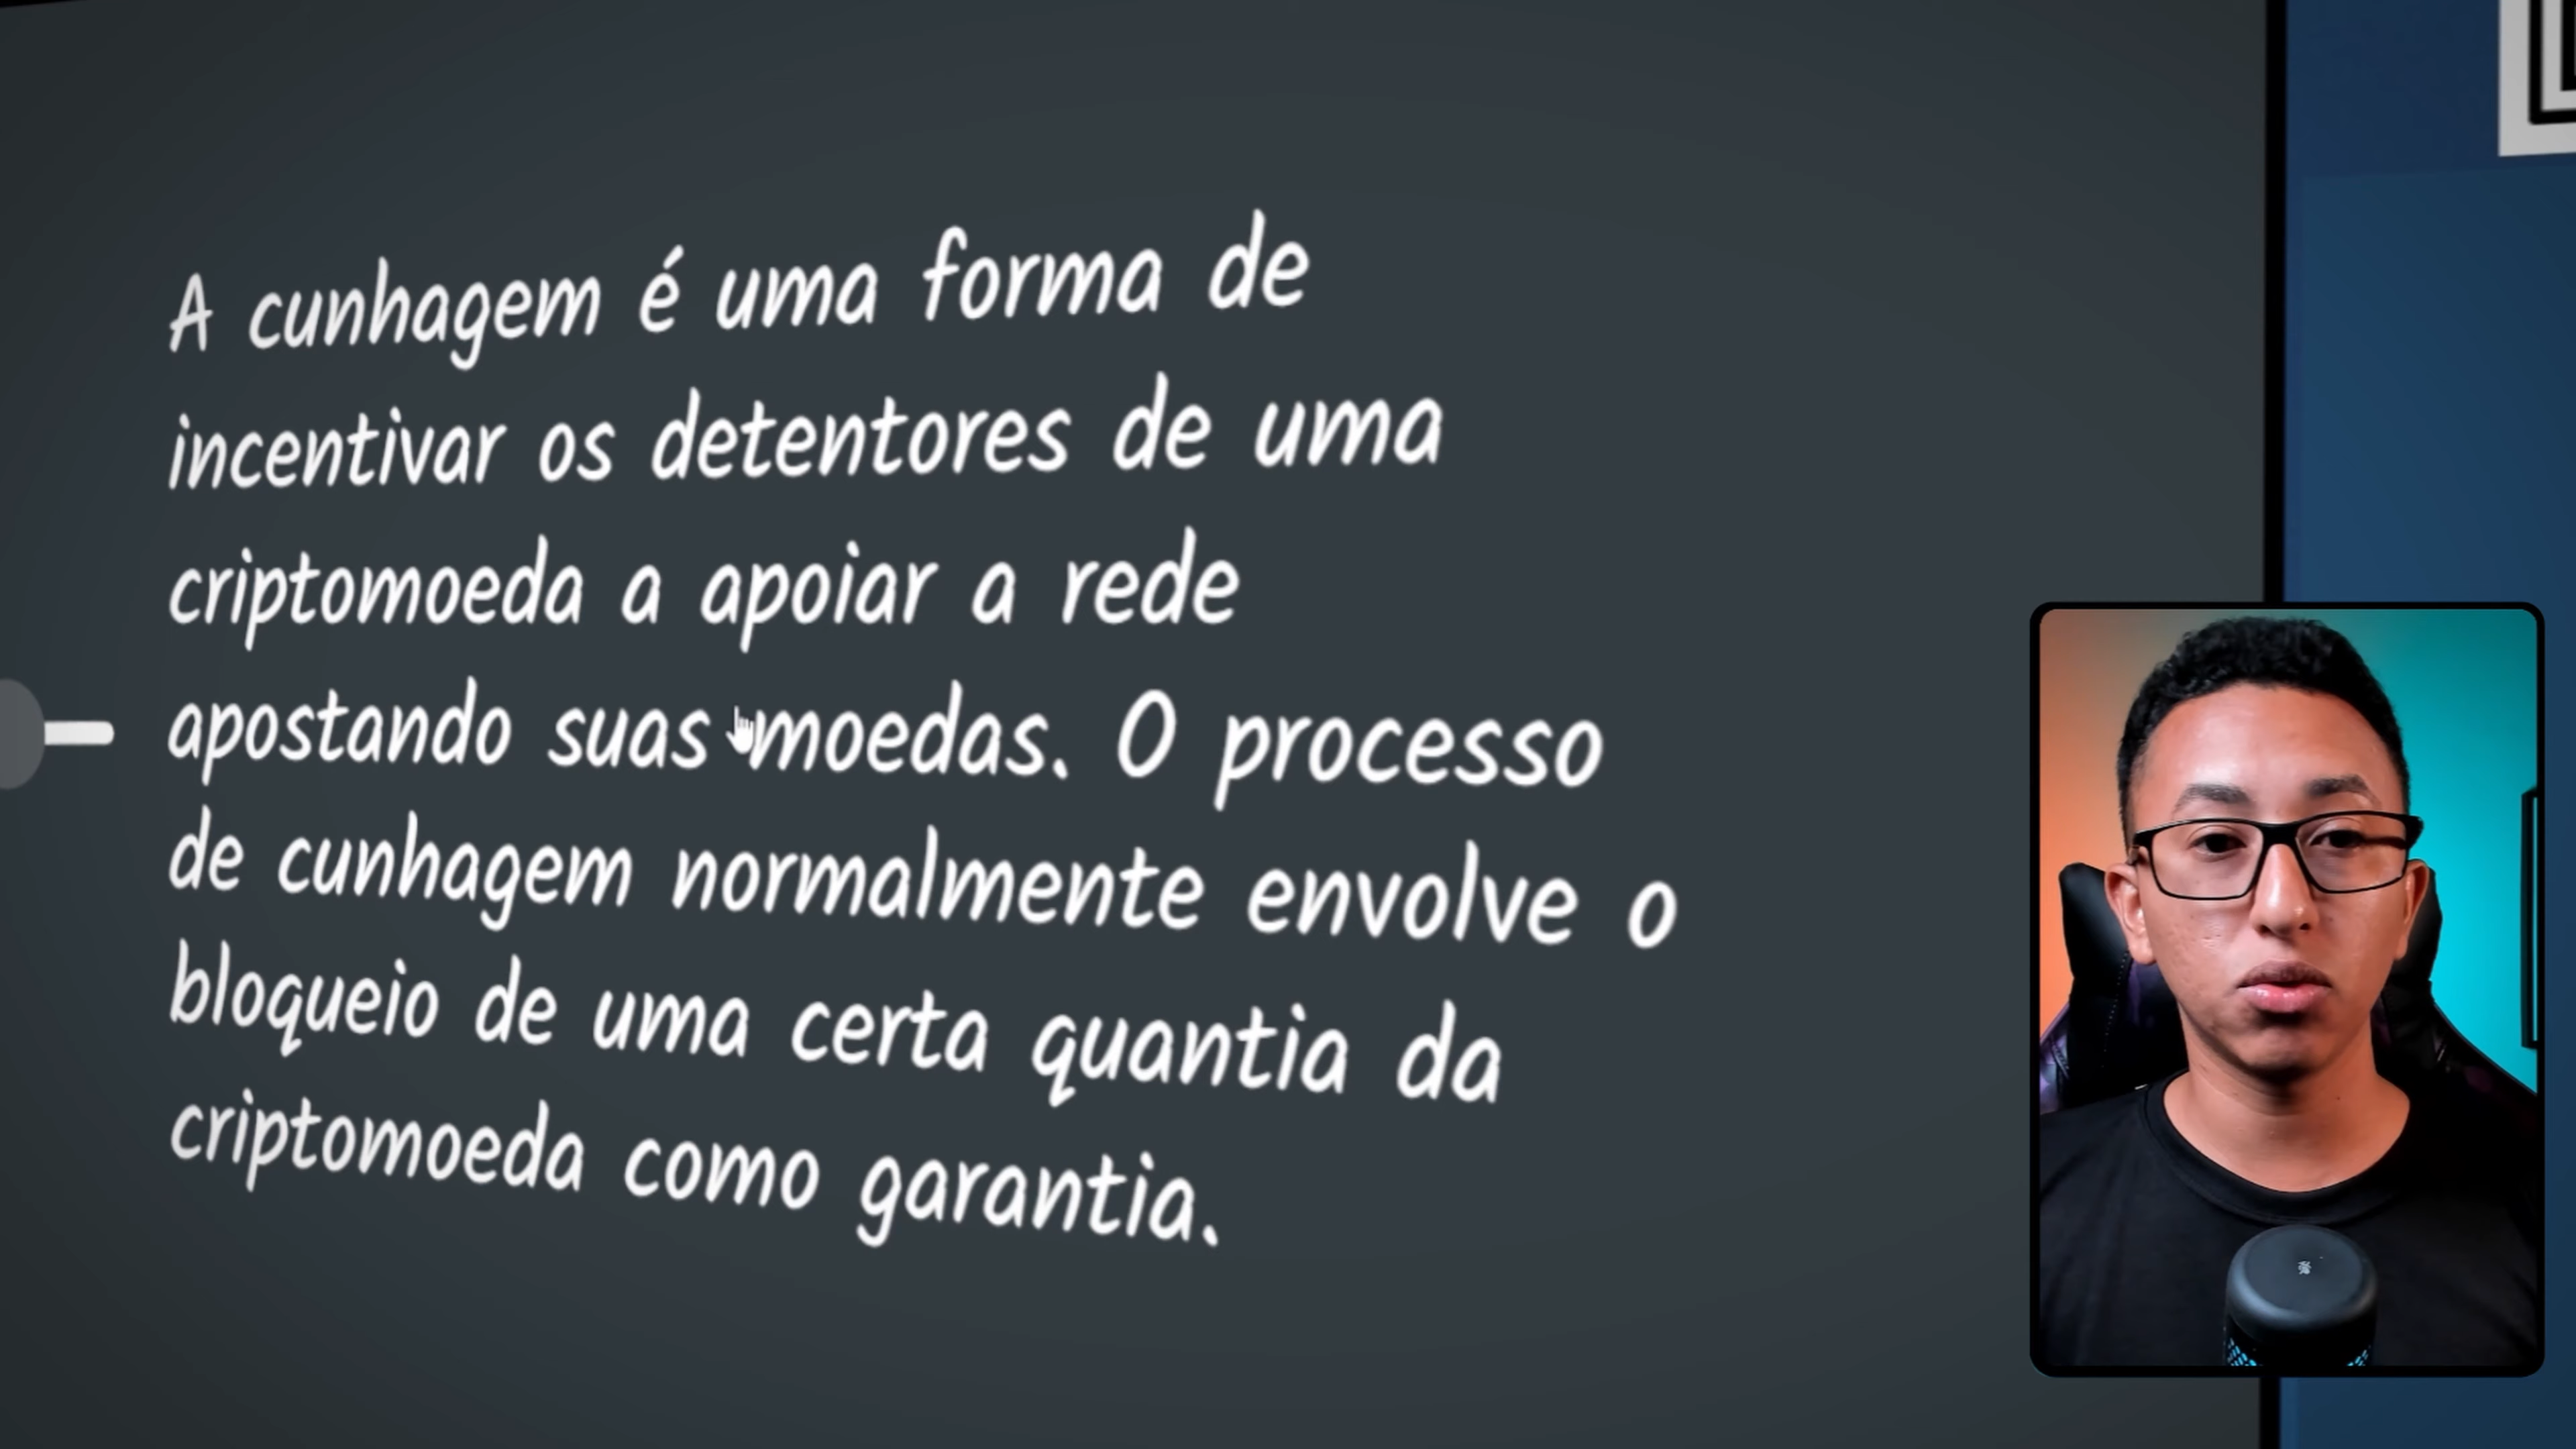 A cunhagem é uma forma de
incentivar os detentores de uma
criptomoeda a apoiar a rede
apostando suas moedas. O processo
de cunhagem normalmente envolve o
bloqueio de uma certa quantia da
criptomoeda como garantia.